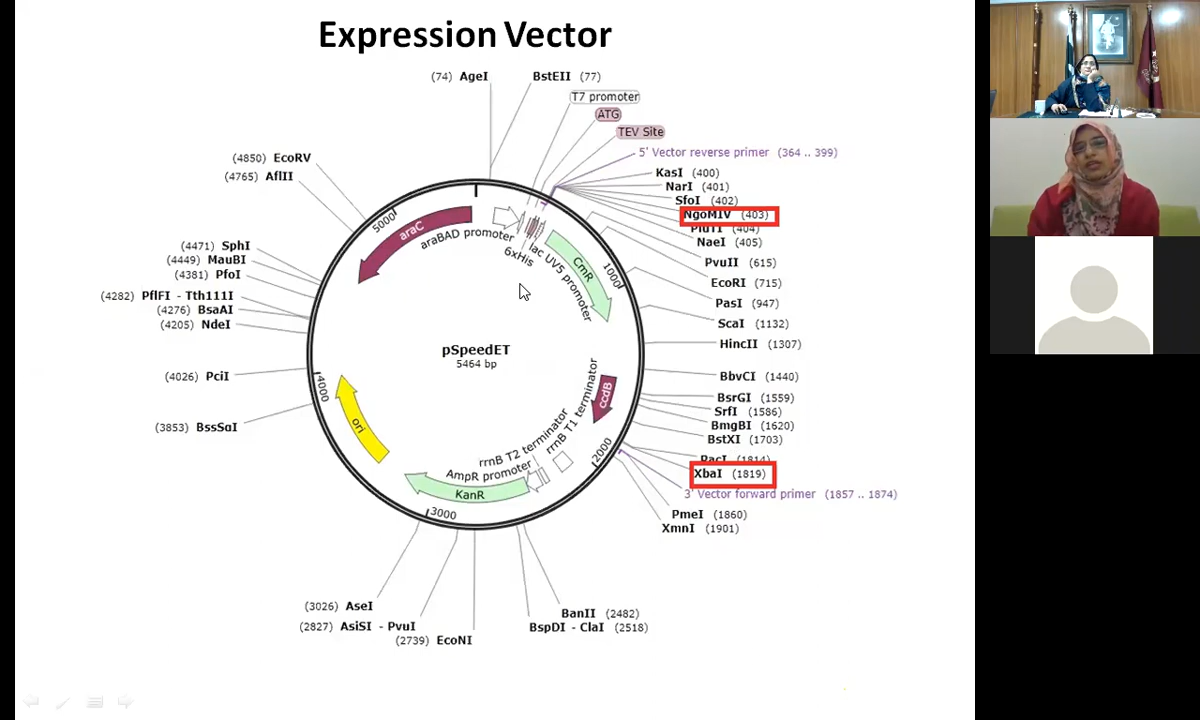 Expression Vector
(74) AgeI
BstEII (77)
T7 promoter
ATG
TEV Site
5' Vector reverse primer (364 .. 399)
KasI (400)
NarI (401)
SfoI (402)
NgoMIV (403)
PluTI (404)
NaeI (405)
PvuII (615)
EcoRI (715)
PasI (947)
ScaI (1132)
HincII (1307)
BbvCI (1440)
BsrGI (1559)
SrfI (1586)
BmgBI (1620)
BstXI (1703)
PacI (1814)
XbaI (1819)
3' Vector forward primer (1857 .. 1874)
PmeI (1860)
XmnI (1901)
BanII (2482)
BspDI - ClaI (2518)
(2739) EcoNI
(2827) AsiSI - PvuI
(3026) AseI
(3853) BssSαI
(4026) PciI
(4205) NdeI
(4276) BsaAI
(4282) PflFI - Tth111I
(4381) PfoI
(4449) MauBI
(4471) SphI
(4765) AflII
(4850) EcoRV
araC
araBAD promoter
6xHis
lac UV5 promoter
CmR
ccdB
rrnB T1 terminator
rrnB T2 terminator
AmpR promoter
KanR
ori
1000
2000
3000
4000
5000
pSpeedET
5464 bp